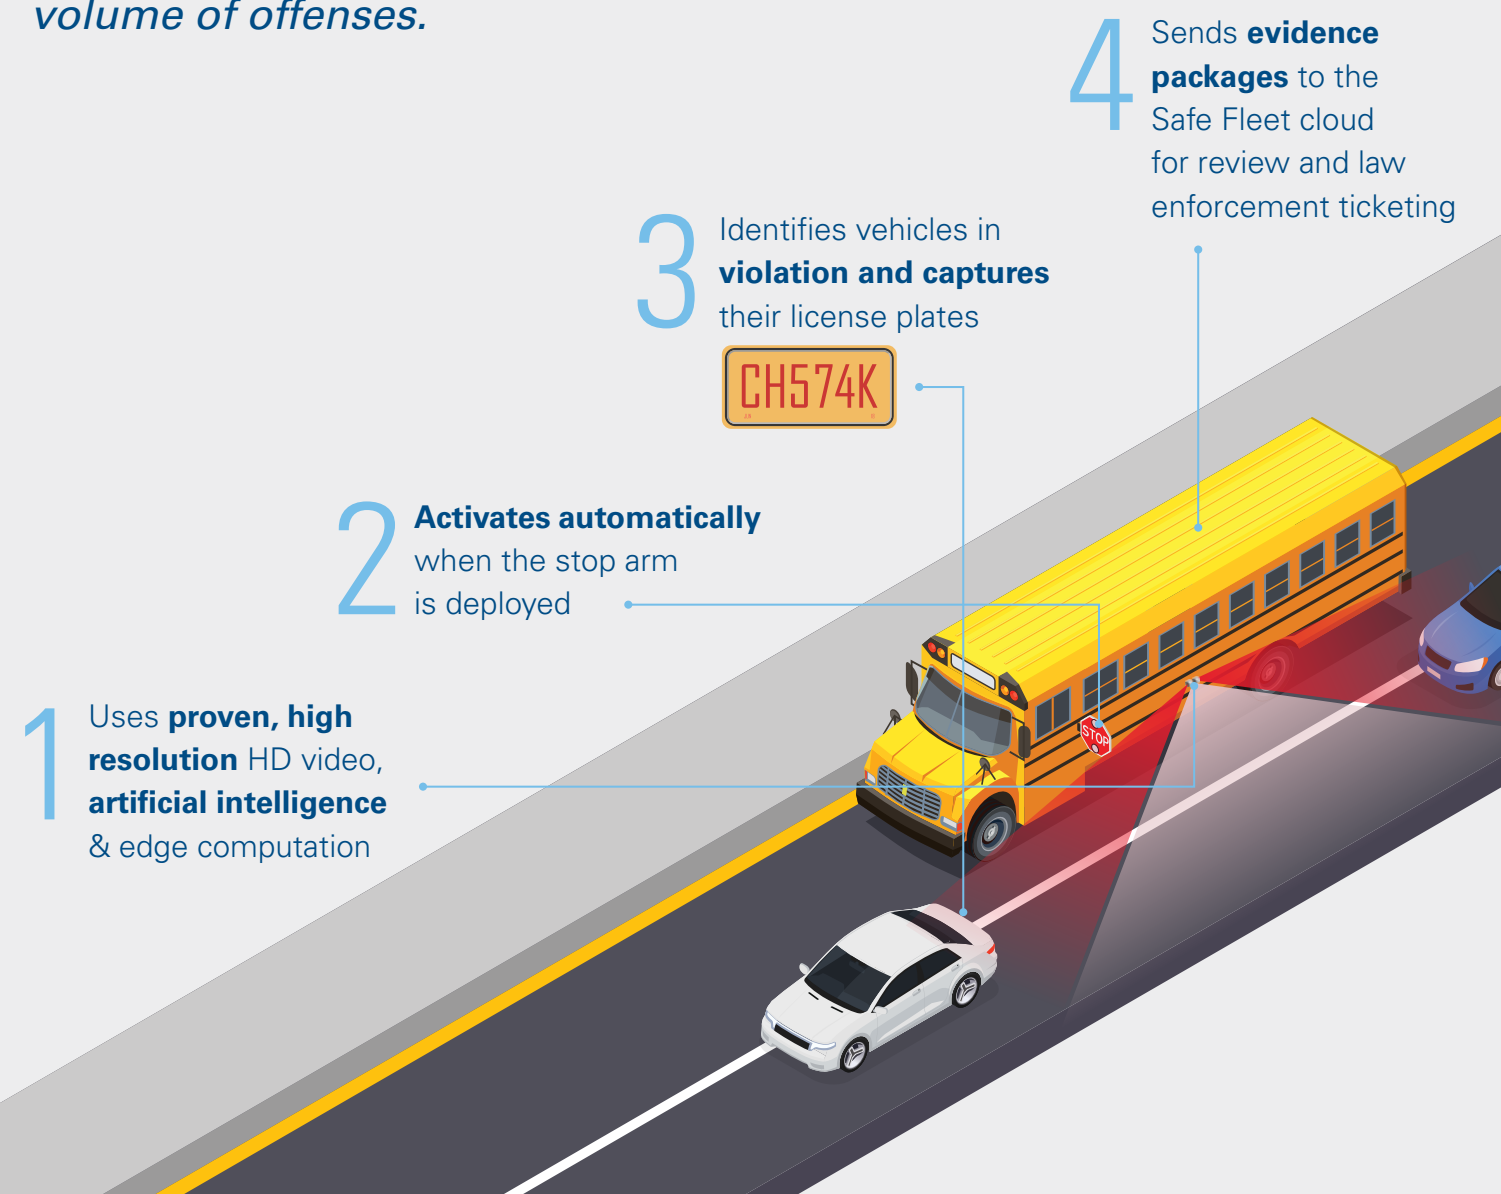 volume of offenses.
4
Sends evidence
packages to the
Safe Fleet cloud
for review and law
enforcement ticketing
3
Identifies vehicles in
violation and captures
their license plates
CH574K
2
Activates automatically
when the stop arm
is deployed
1
Uses proven, high
resolution HD video,
artificial intelligence
& edge computation
STOP